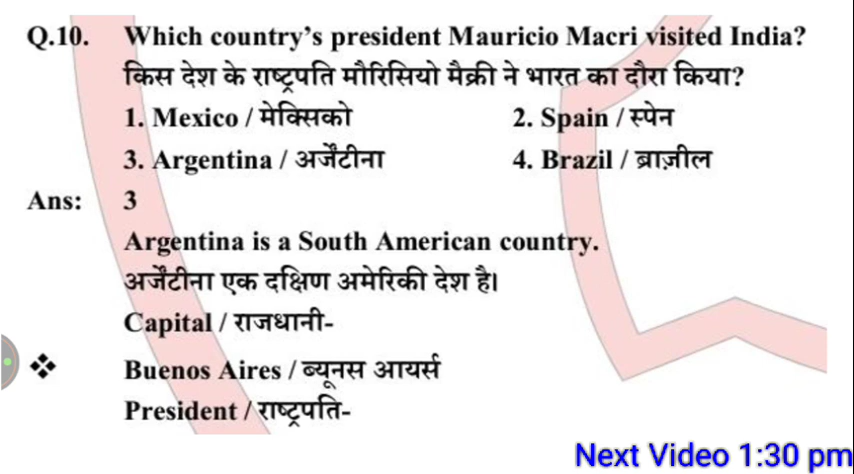 Q.10. Which country's president Mauricio Macri visited India?
किस देश के राष्ट्रपति मौरिसियो मैक्री ने भारत का दौरा किया?
1. Mexico / मेक्सिको 2. Spain / स्पेन
3. Argentina / अर्जेंटीना 4. Brazil / ब्राज़ील
Ans: 3
Argentina is a South American country.
अर्जेंटीना एक दक्षिण अमेरिकी देश है।
Capital / राजधानी-
❖ Buenos Aires / ब्यूनस आयर्स
President / राष्ट्रपति-
Next Video 1:30 pm